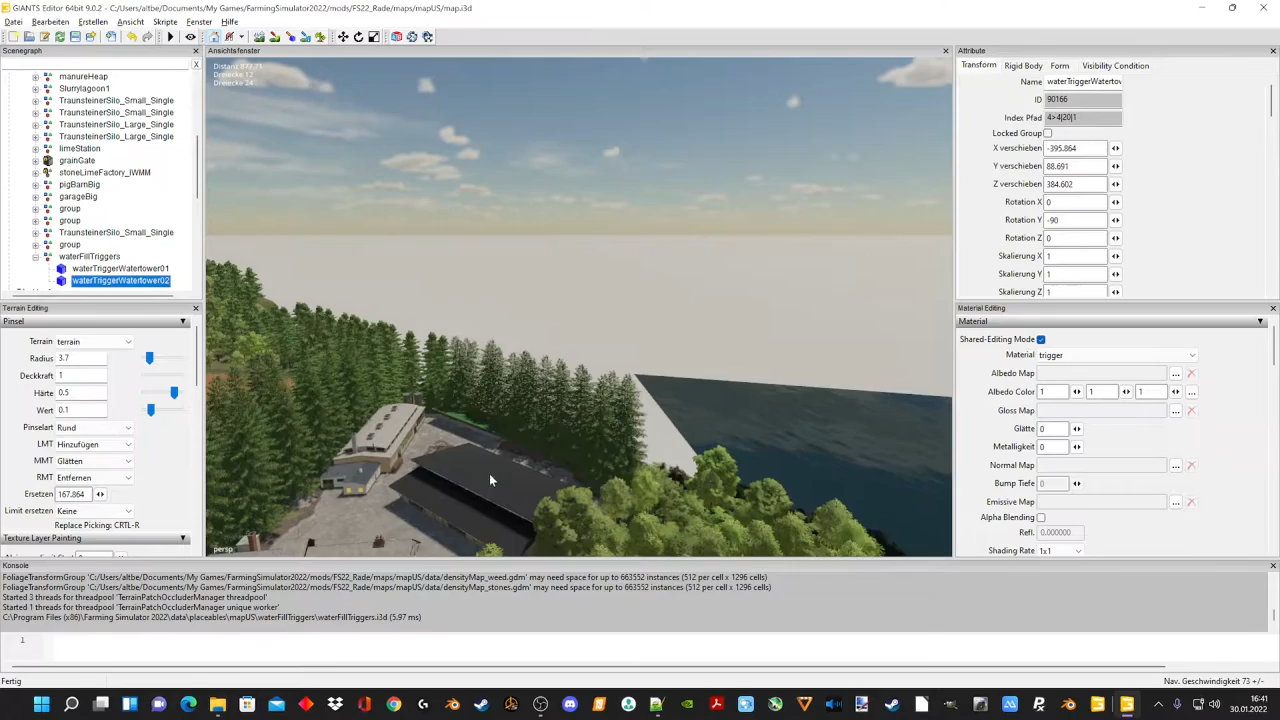 GIANTS Editor 64bit 9.0.2 - C:/Users/altbe/Documents/My Games/FarmingSimulator2022/mods/FS22_Rade/maps/mapUS/map.i3d
Datei Bearbeiten Erstellen Ansicht Skripte Fenster Hilfe
Scenegraph
X
manureHeap
Slurrylagoon1
TraunsteinerSilo_Small_Single
TraunsteinerSilo_Small_Single
TraunsteinerSilo_Large_Single
TraunsteinerSilo_Large_Single
limeStation
grainGate
stoneLimeFactory_IWMM
pigBarnBig
garageBig
group
group
TraunsteinerSilo_Small_Single
group
waterFillTriggers
waterTriggerWatertower01
waterTriggerWatertower02
Terrain Editing
Pinsel
Terrain terrain
Radius 3.7
Deckkraft 1
Härte 0.5
Wert 0.1
Pinselart Rund
LMT Hinzufügen
MMT Glätten
RMT Entfernen
Ersetzen 167.864
Limit ersetzen Keine
Replace Picking: CRTL-R
Texture Layer Painting
Ansichtsfenster
Distanz 877.71
Dreiecke 12
Dreiecke 24
persp
Attribute
Transform Rigid Body Form Visibility Condition
Name waterTriggerWatertov
ID 90166
Index Pfad 4>4|20|1
Locked Group
X verschieben -395.864
Y verschieben 88.691
Z verschieben 384.602
Rotation X 0
Rotation Y -90
Rotation Z 0
Skalierung X 1
Skalierung Y 1
Skalierung Z 1
Material Editing
Material
Shared-Editing Mode
Material trigger
Albedo Map ...
Albedo Color 1 1 1 ...
Gloss Map ...
Glätte 0
Metalligkeit 0
Normal Map ...
Bump Tiefe 0
Emissive Map ...
Alpha Blending
Refl. 0.000000
Shading Rate 1x1
Konsole
FoliageTransformGroup 'C:/Users/altbe/Documents/My Games/FarmingSimulator2022/mods/FS22_Rade/maps/mapUS/data/densityMap_weed.gdm' may need space for up to 663552 instances (512 per cell x 1296 cells)
FoliageTransformGroup 'C:/Users/altbe/Documents/My Games/FarmingSimulator2022/mods/FS22_Rade/maps/mapUS/data/densityMap_stones.gdm' may need space for up to 663552 instances (512 per cell x 1296 cells)
Started 3 threads for threadpool 'TerrainPatchOccluderManager threadpool'
Started 1 threads for threadpool 'TerrainPatchOccluderManager unique worker'
C:\Program Files (x86)\Farming Simulator 2022\data\placeables\mapUS\waterFillTriggers\waterFillTriggers.i3d (5.97 ms)
1
Fertig
Nav. Geschwindigkeit 73 +/-
16:41
30.01.2022